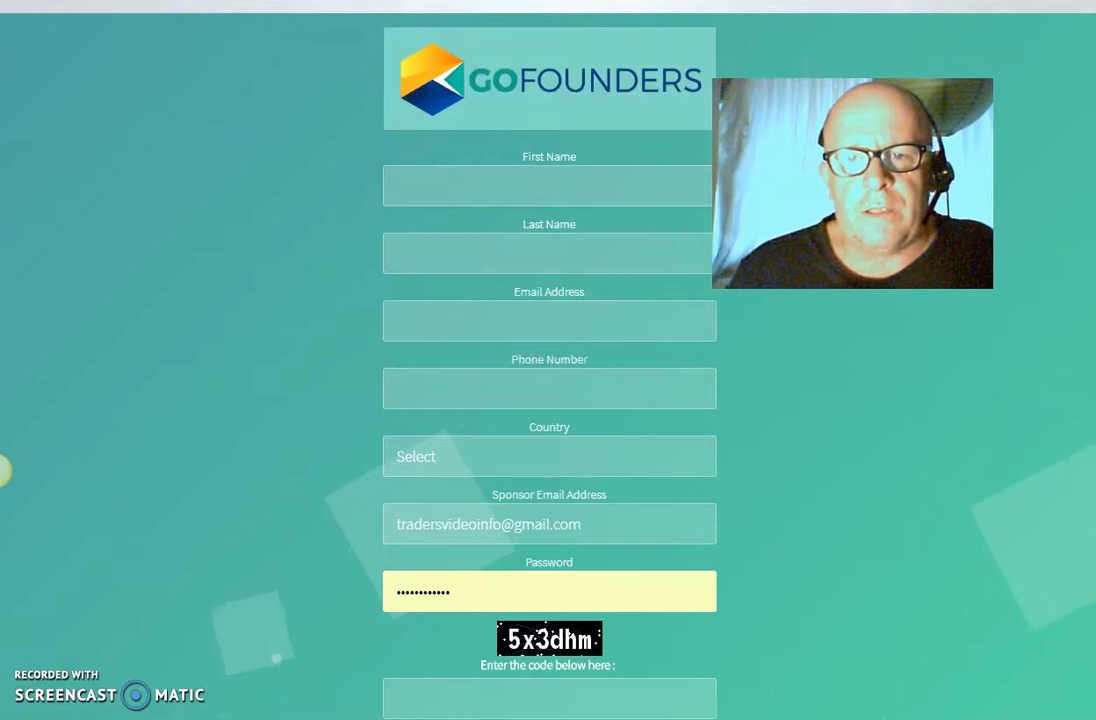 GOFOUNDERS
First Name
Last Name
Email Address
Phone Number
Country
Select
Sponsor Email Address
tradersvideoinfo@gmail.com
Password
••••••••••••
5x3dhm
Enter the code below here :
RECORDED WITH
SCREENCAST MATIC